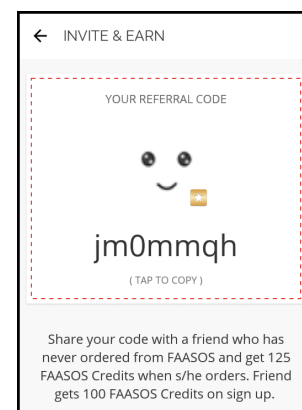 INVITE & EARN
YOUR REFERRAL CODE
jm0mmqh
( TAP TO COPY )
Share your code with a friend who has
never ordered from FAASOS and get 125
FAASOS Credits when s/he orders. Friend
gets 100 FAASOS Credits on sign up.